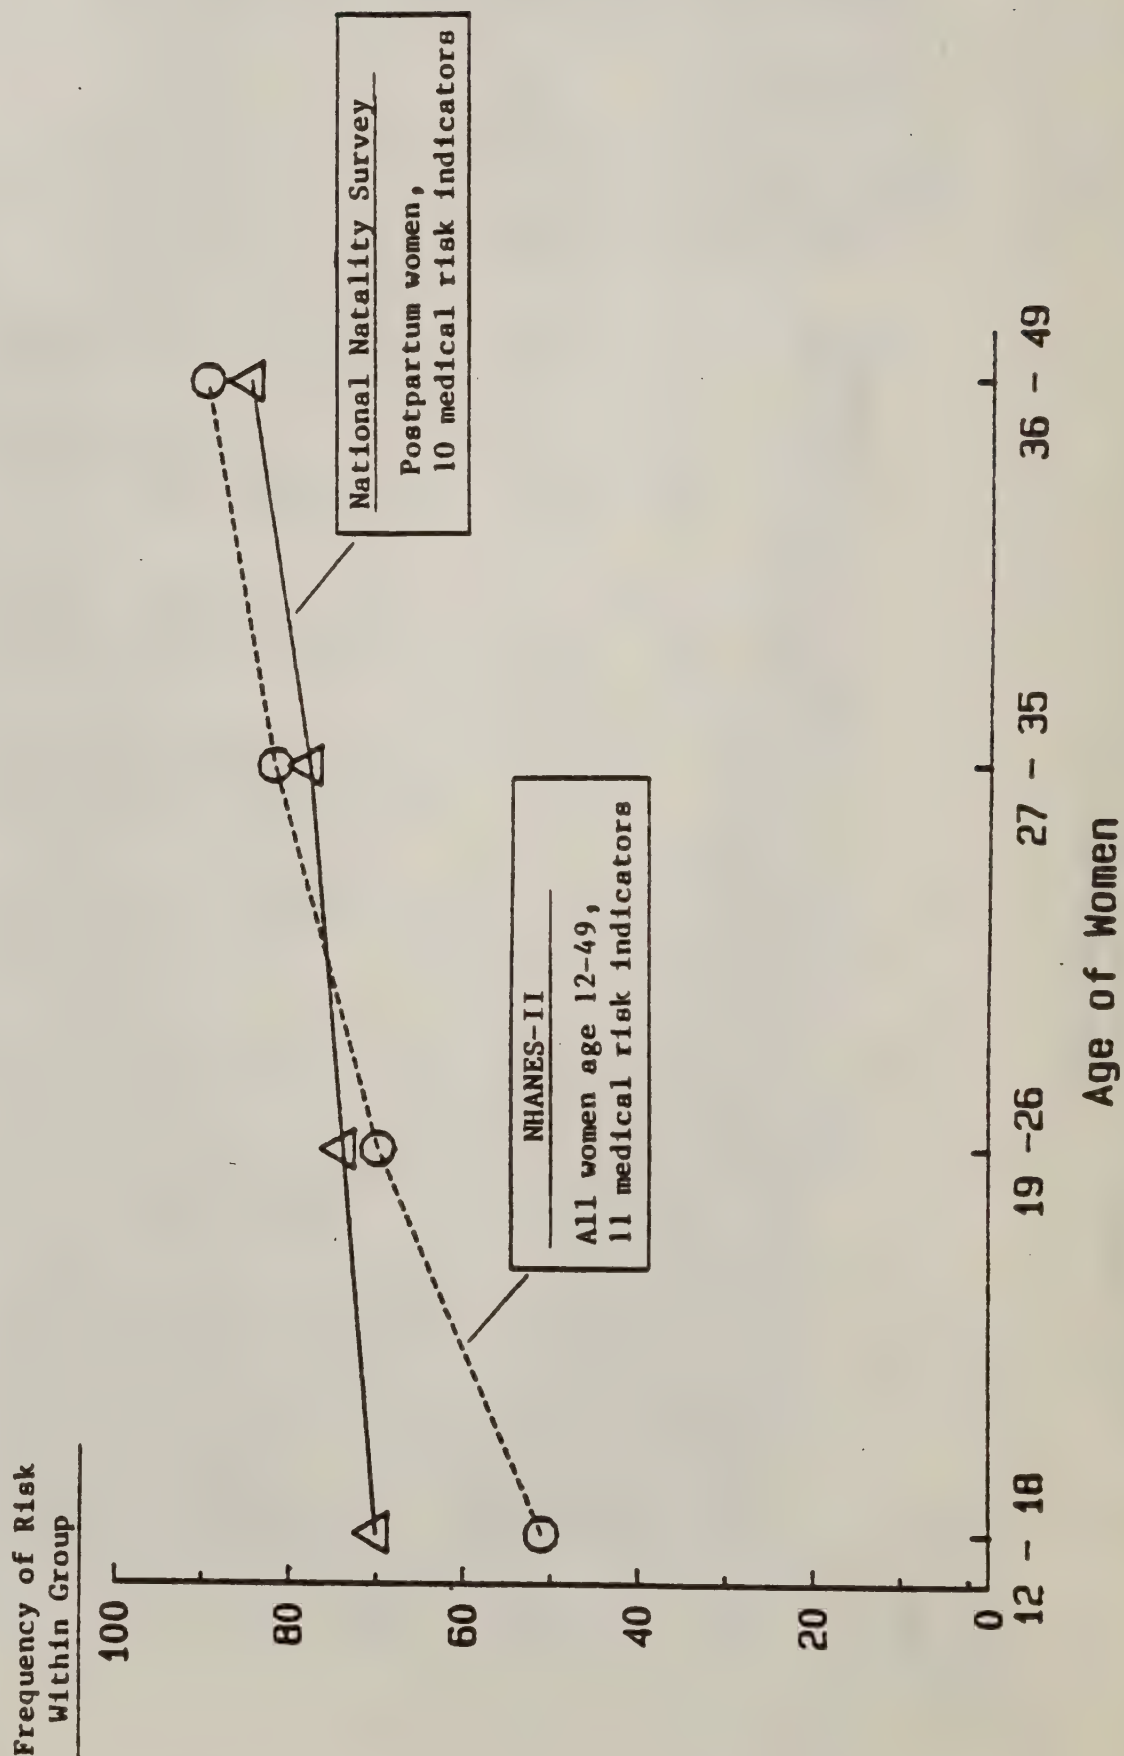 Frequency of Risk
Within Group
100
80
60
40
20
0
National Natality Survey
Postpartum women,
10 medical risk indicators
NHANES-II
All women age 12-49,
11 medical risk indicators
12 - 18
19 -26
27 - 35
36 - 49
Age of Women